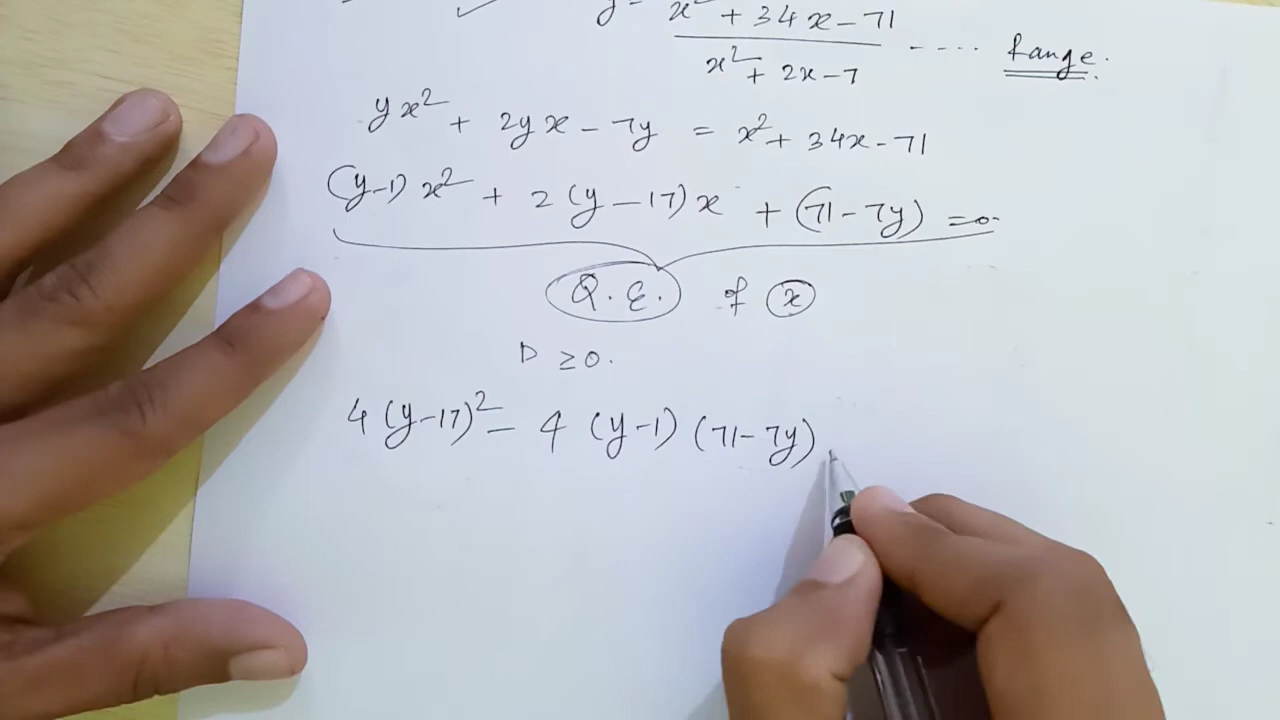 y = x² + 34x - 71
x² + 2x - 7 ---- Range.
yx² + 2yx - 7y = x² + 34x - 71
(y-1) x² + 2(y-17)x + (71-7y) = 0.
Q.E. of x
D ≥ 0.
4(y-17)² - 4(y-1)(71-7y)